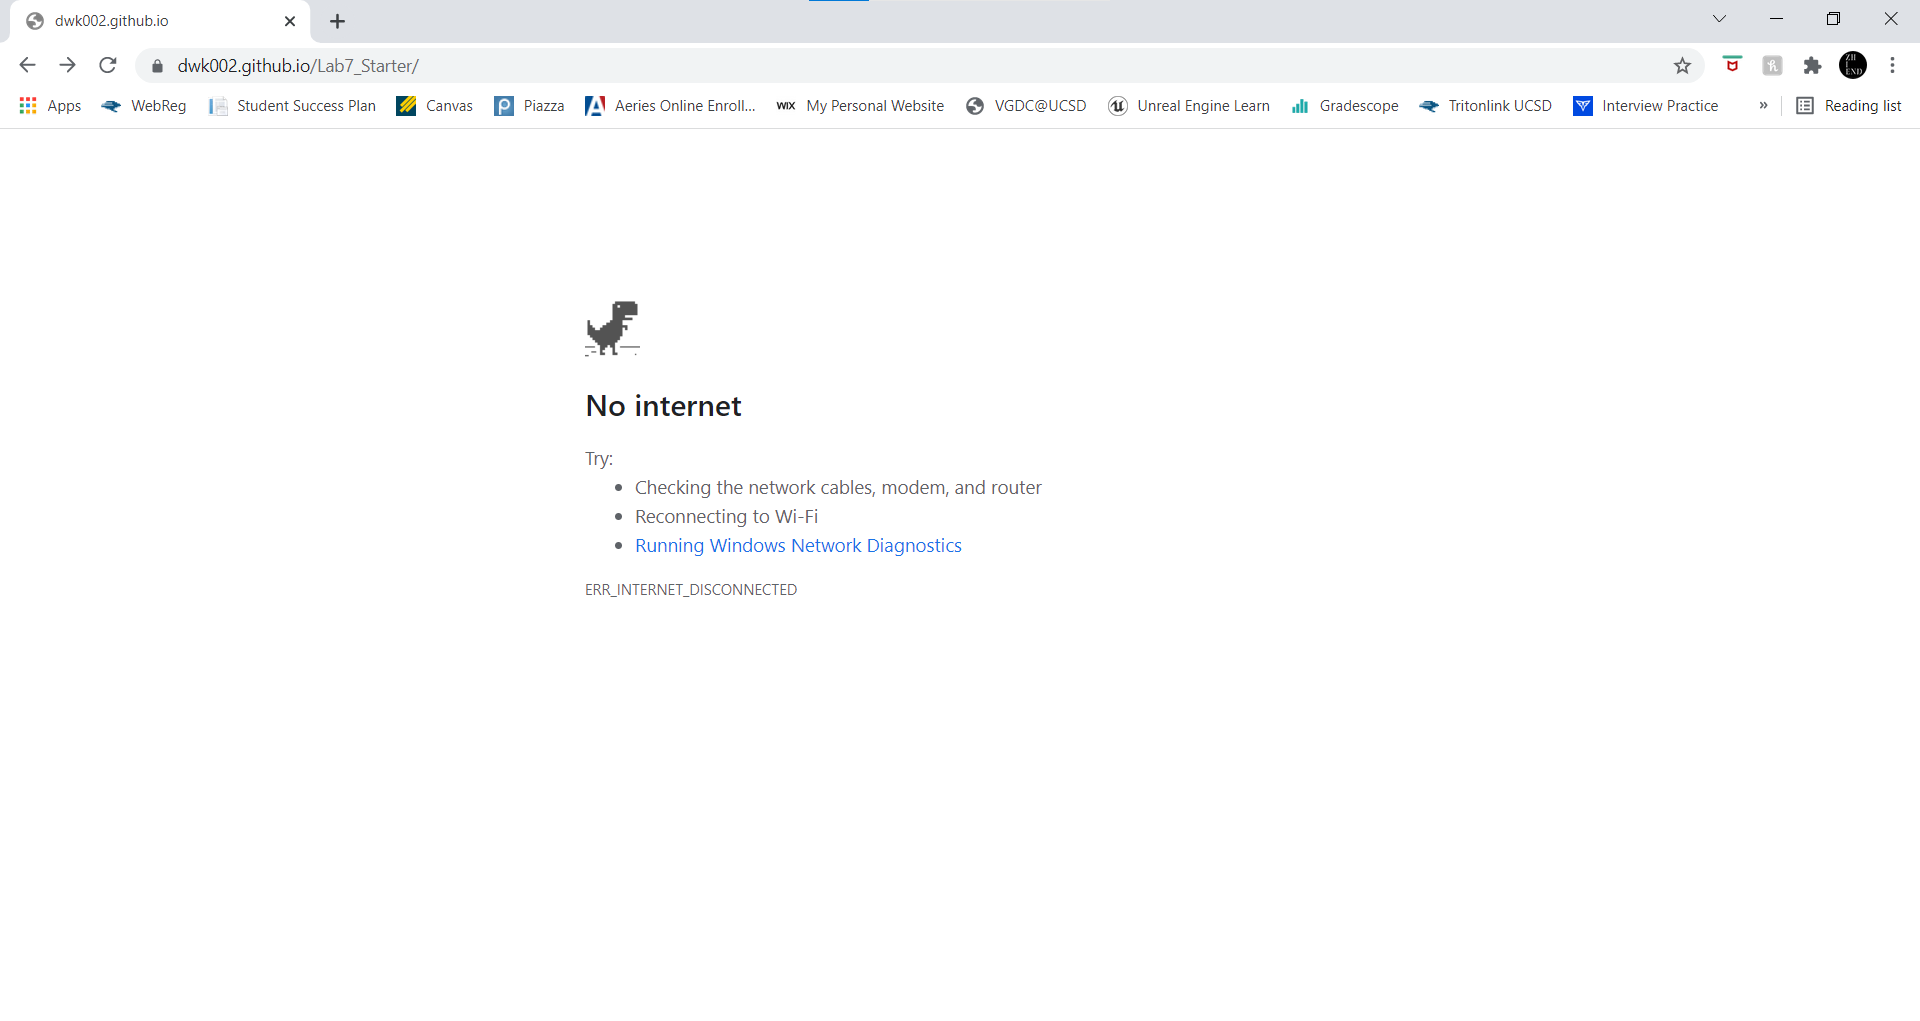 dwk002.github.io
dwk002.github.io/Lab7_Starter/
Apps WebReg Student Success Plan Canvas Piazza Aeries Online Enroll... WIX My Personal Website VGDC@UCSD Unreal Engine Learn Gradescope Tritonlink UCSD Interview Practice » Reading list
No internet
Try:
• Checking the network cables, modem, and router
• Reconnecting to Wi-Fi
• Running Windows Network Diagnostics
ERR_INTERNET_DISCONNECTED